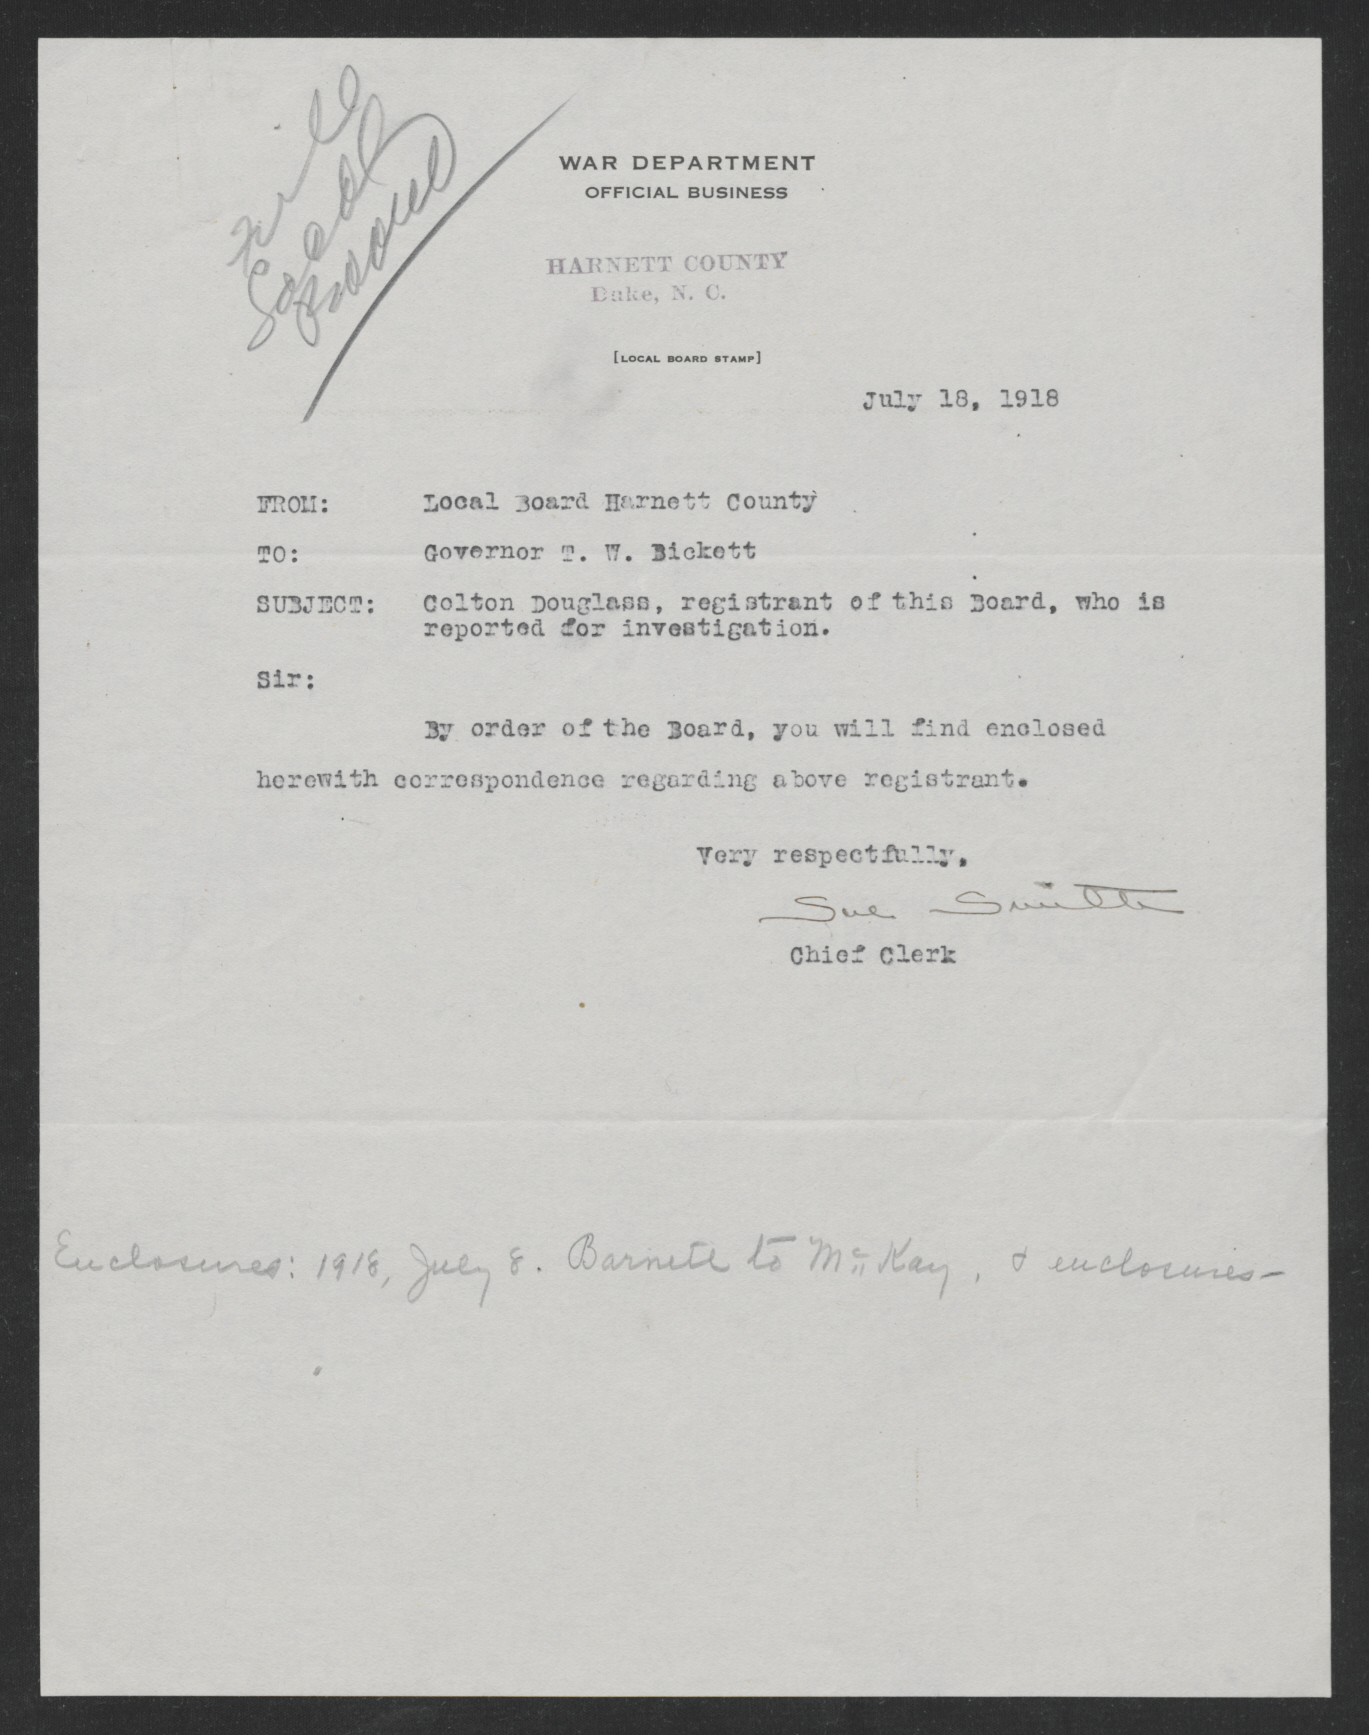 File
WAR DEPARTMENT
OFFICIAL BUSINESS
HARNETT COUNTY
Duke, N. C.
[LOCAL BOARD STAMP]
July 18, 1918
FROM: Local Board Harnett County
TO: Governor T. W. Bickett
SUBJECT: Colton Douglass, registrant of this Board, who is
reported for investigation.
Sir:
By order of the Board, you will find enclosed
herewith correspondence regarding above registrant.
Very respectfully,
Sue Smith
Chief Clerk
Enclosures: 1918, July 8. Barnett to McKay, & enclosures-